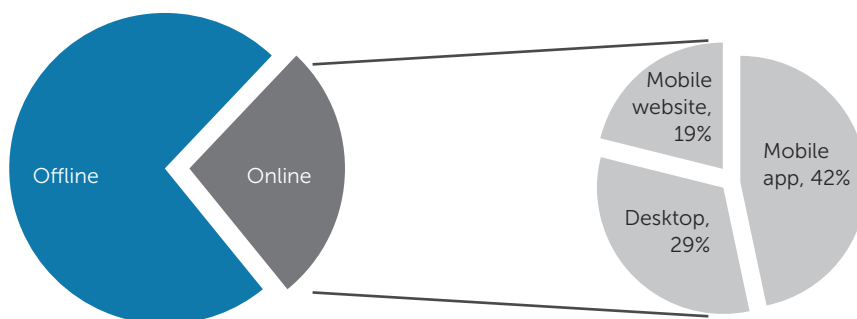 Offline
Online
Mobile
website,
19%
Mobile
app, 42%
Desktop,
29%